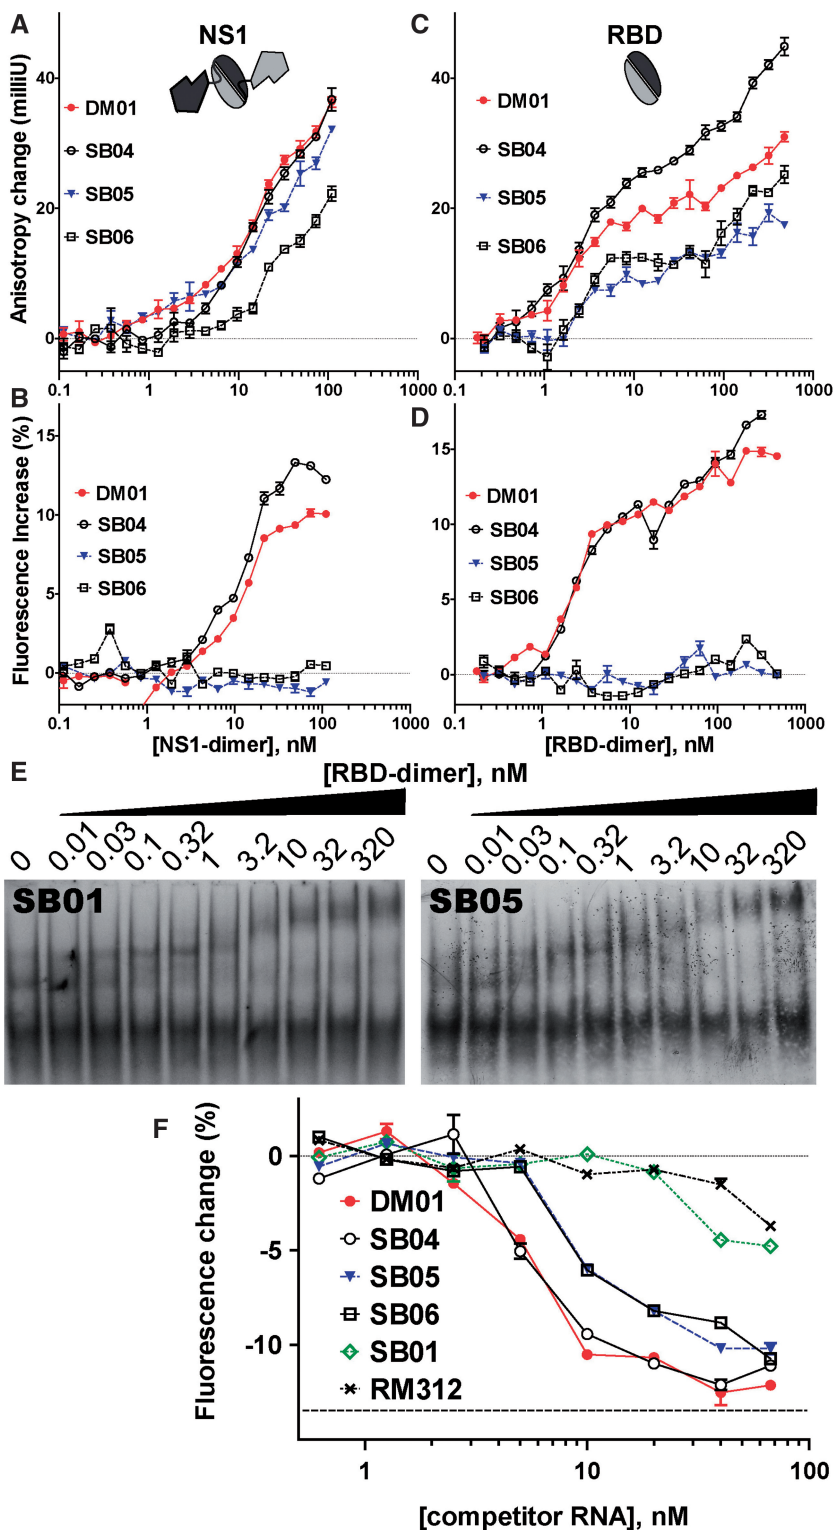 A
NS1
Anisotropy change (milliU)
40
20
0
DM01
SB04
SB05
SB06
0.1 1 10 100 1000
C
RBD
40
20
0
DM01
SB04
SB05
SB06
0.1 1 10 100 1000
B
Fluorescence Increase (%)
15
10
5
0
DM01
SB04
SB05
SB06
0.1 1 10 100 1000
[NS1-dimer], nM
D
15
10
5
0
DM01
SB04
SB05
SB06
0.1 1 10 100 1000
[RBD-dimer], nM
E
[RBD-dimer], nM
0 0.01 0.03 0.1 0.32 1 3.2 10 32 320
SB01
0 0.01 0.03 0.1 0.32 1 3.2 10 32 320
SB05
F
Fluorescence change (%)
0
-5
-10
DM01
SB04
SB05
SB06
SB01
RM312
1 10 100
[competitor RNA], nM